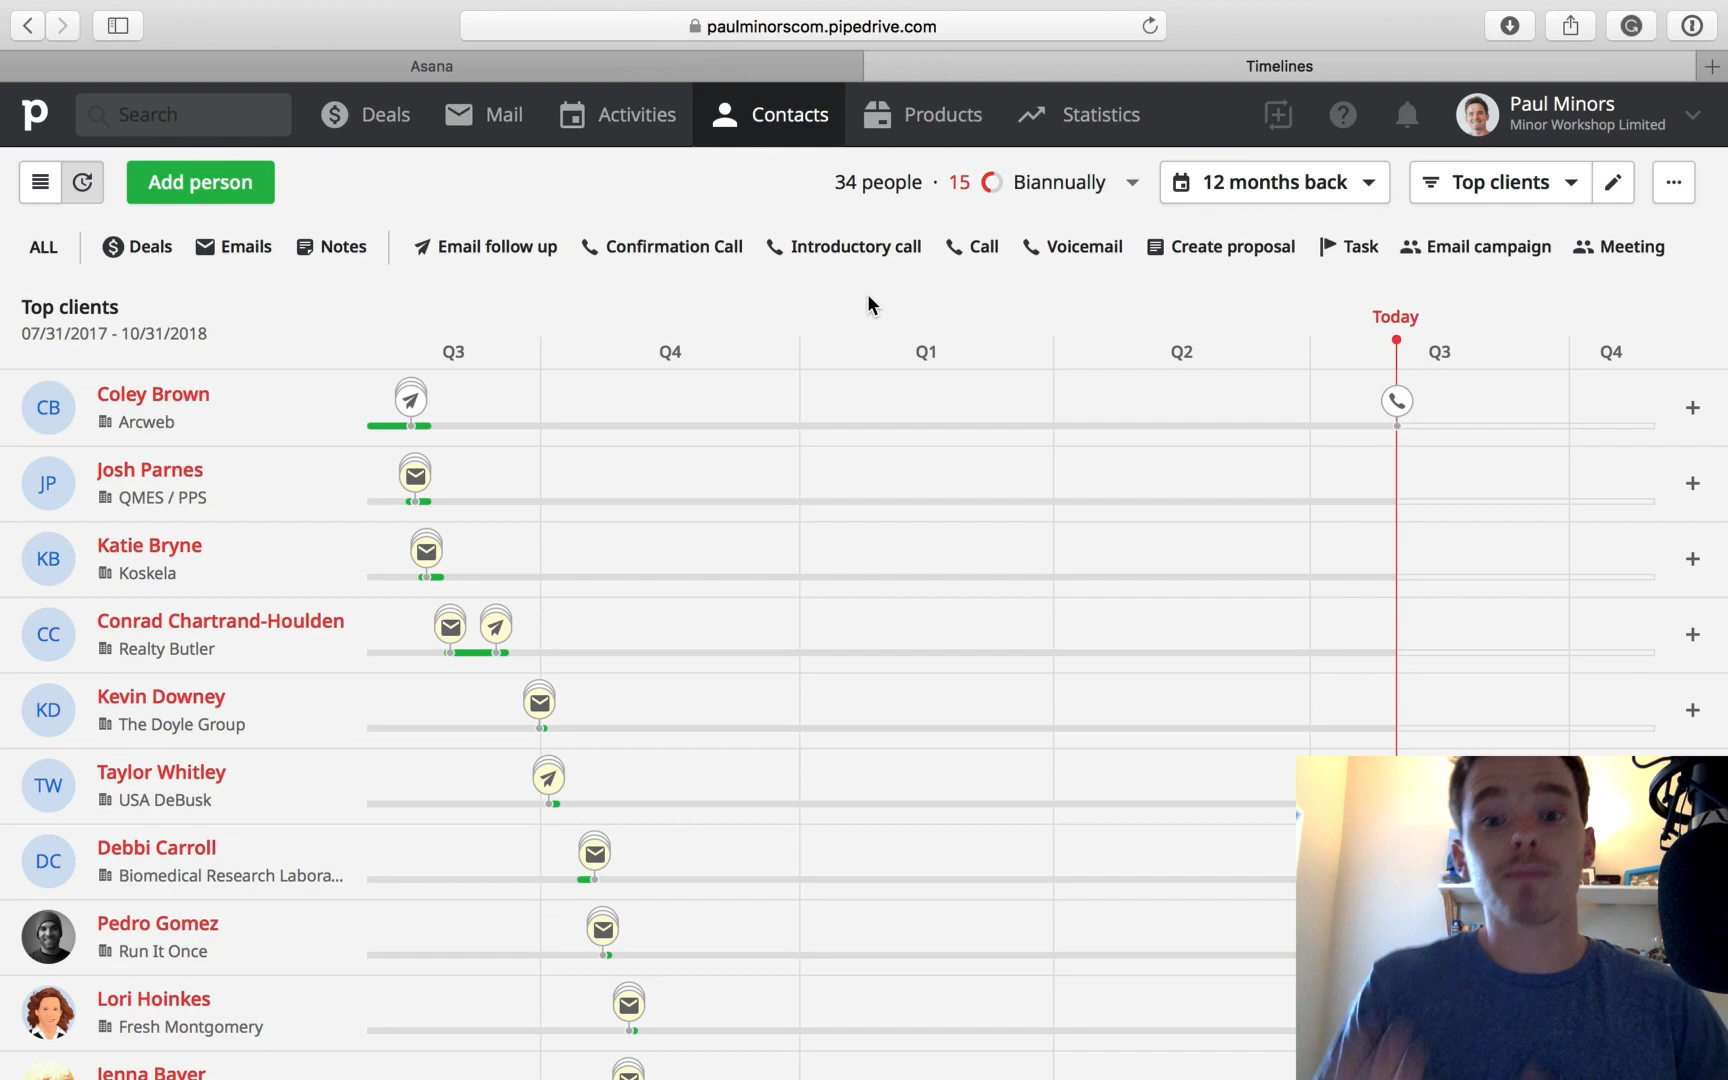 paulminorscom.pipedrive.com
Asana
Timelines
p Search Deals Mail Activities Contacts Products Statistics Paul Minors
Minor Workshop Limited
Add person 34 people · 15 Biannually 12 months back Top clients
ALL Deals Emails Notes Email follow up Confirmation Call Introductory call Call Voicemail Create proposal Task Email campaign Meeting
Top clients
07/31/2017 - 10/31/2018
Today
Q3 Q4 Q1 Q2 Q3 Q4
CB Coley Brown
Arcweb
JP Josh Parnes
QMES / PPS
KB Katie Bryne
Koskela
CC Conrad Chartrand-Houlden
Realty Butler
KD Kevin Downey
The Doyle Group
TW Taylor Whitley
USA DeBusk
DC Debbi Carroll
Biomedical Research Labora...
Pedro Gomez
Run It Once
Lori Hoinkes
Fresh Montgomery
Jenna Bayer